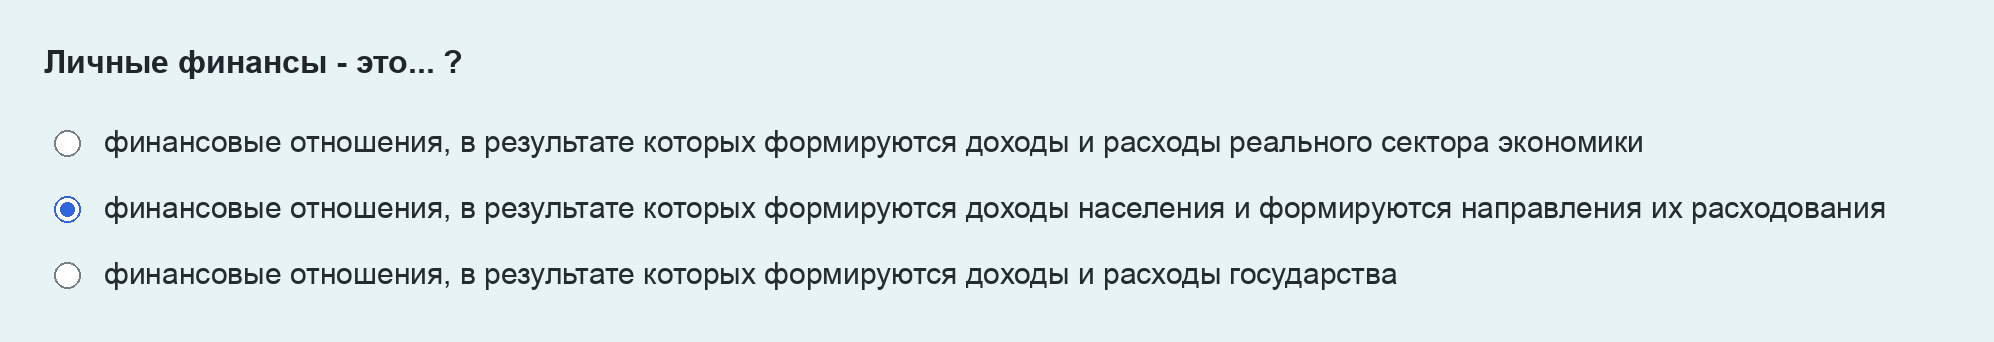 Личные финансы - это... ?
финансовые отношения, в результате которых формируются доходы и расходы реального сектора экономики
финансовые отношения, в результате которых формируются доходы населения и формируются направления их расходования
финансовые отношения, в результате которых формируются доходы и расходы государства